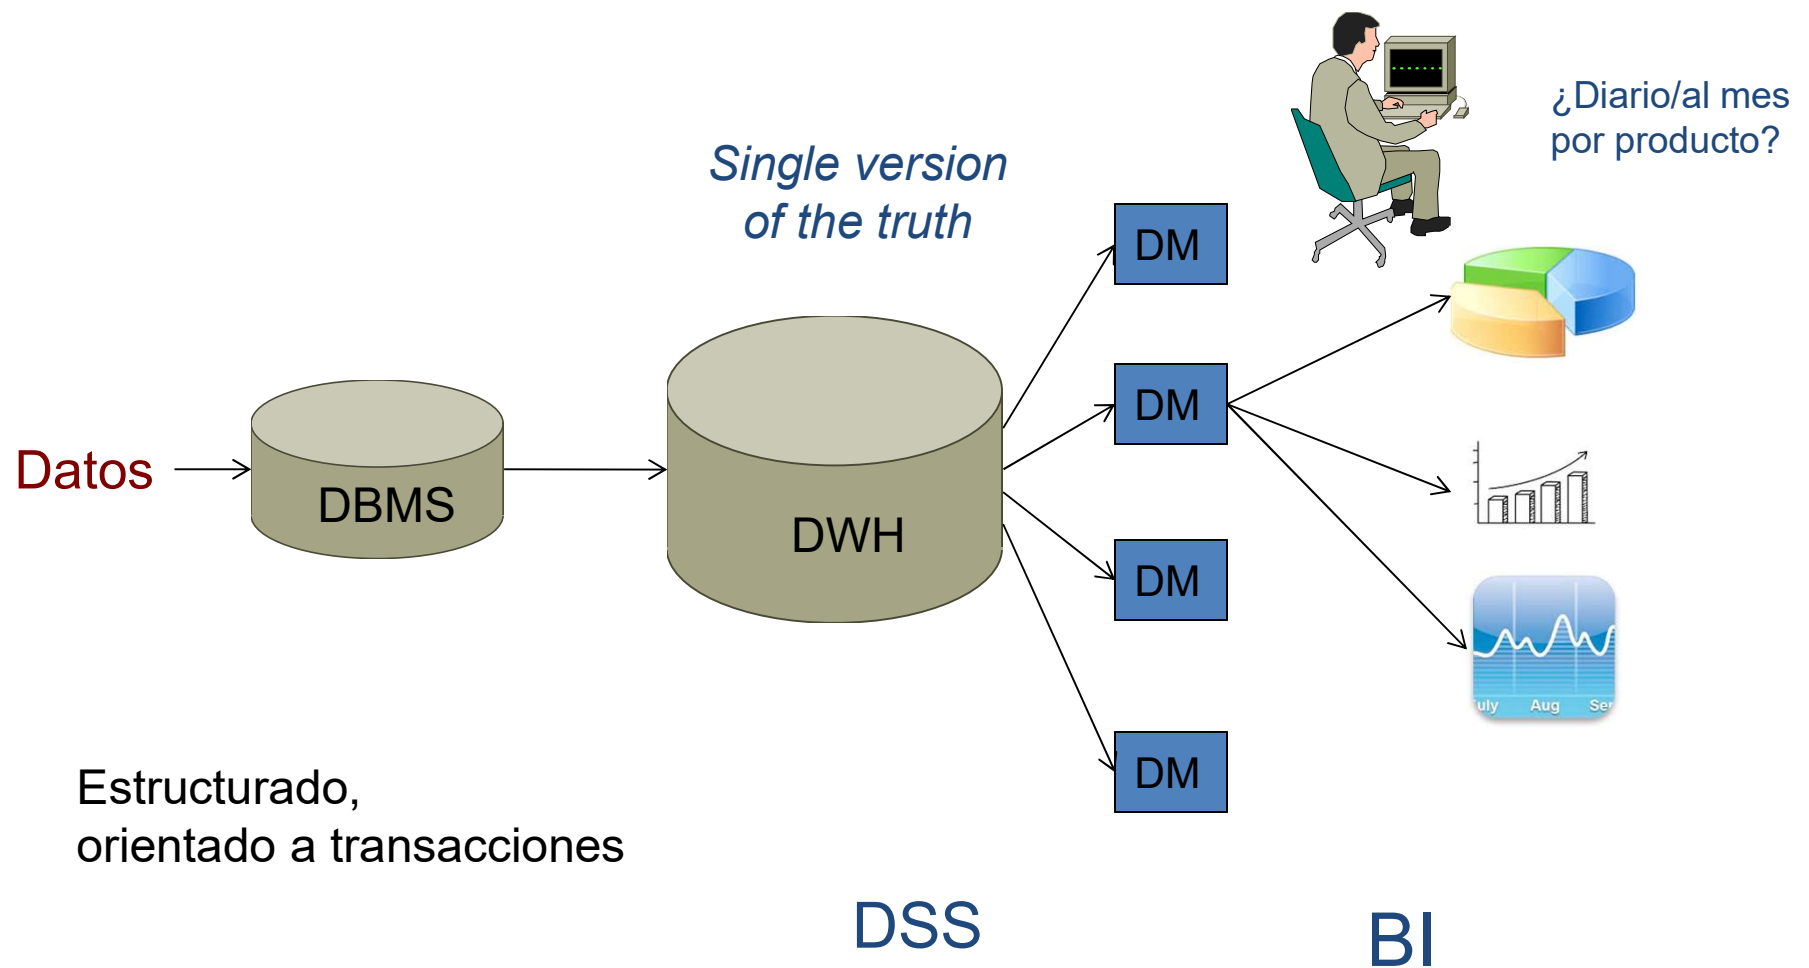 ¿Diario/al mes
por producto?
Single version
of the truth
DM
DM
Datos
DBMS
DWH
DM
uly Aug Sep
DM
Estructurado,
orientado a transacciones
DSS
BI